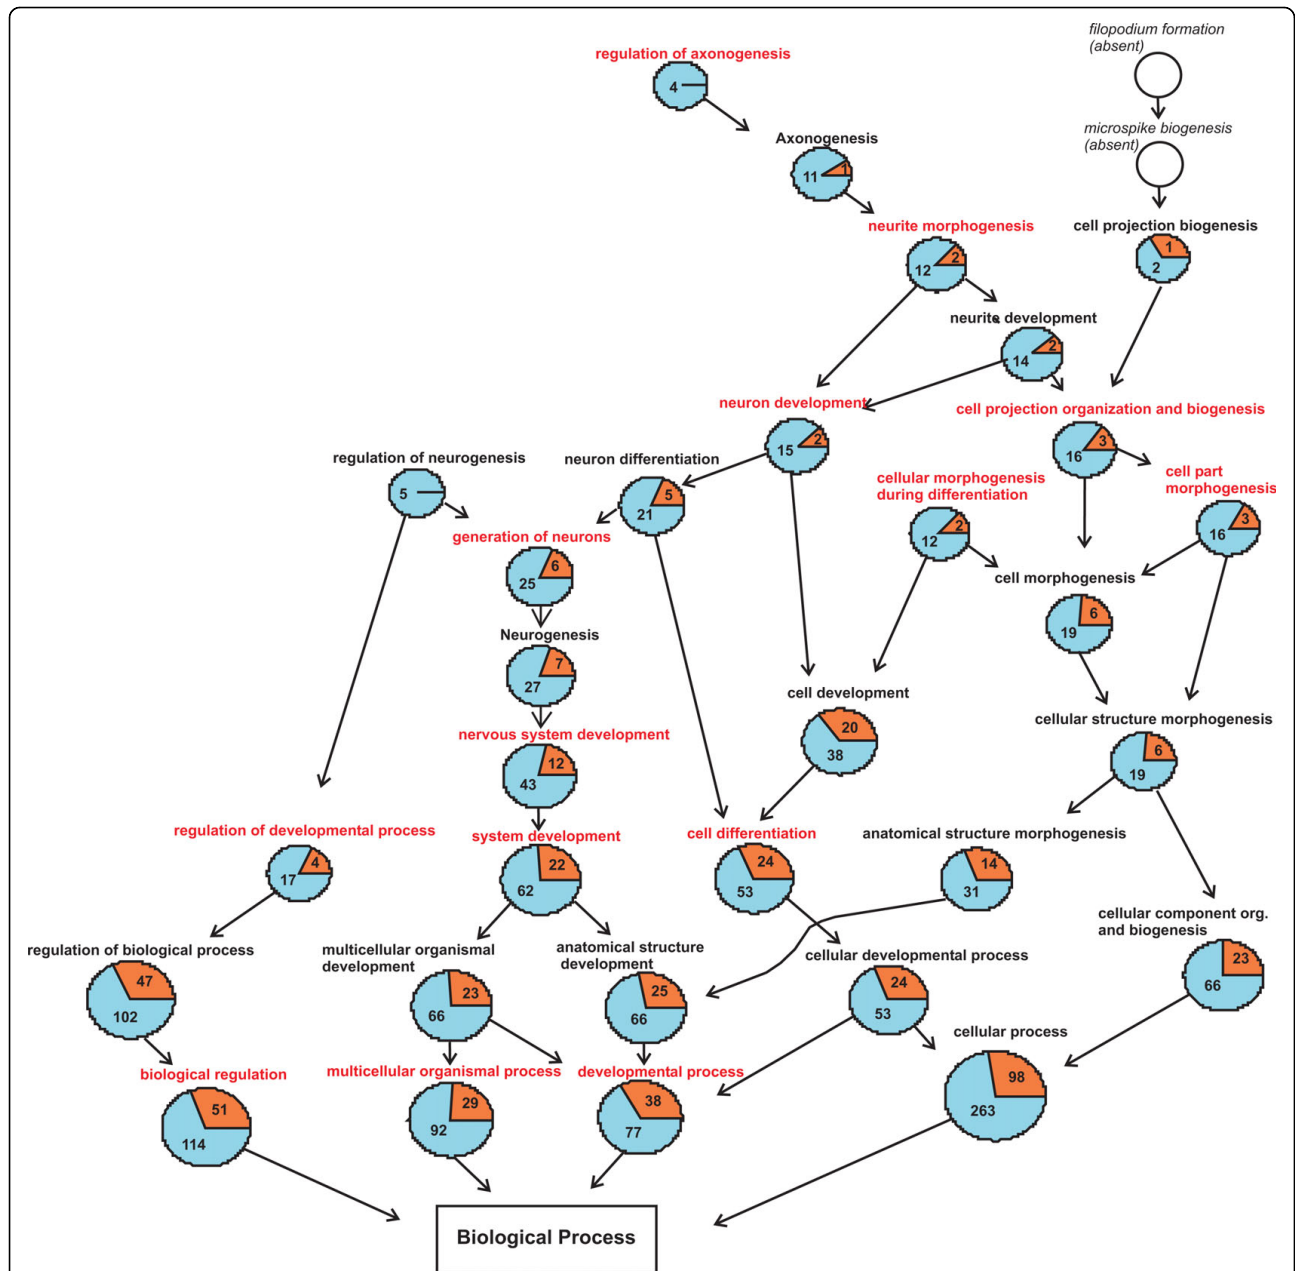 filopodium formation
(absent)
regulation of axonogenesis
4
microspike biogenesis
(absent)
Axonogenesis
11
1
neurite morphogenesis
12
2
cell projection biogenesis
1
2
neurite development
14
2
neuron development
15
2
cell projection organization and biogenesis
16
3
regulation of neurogenesis
5
neuron differentiation
21
5
cellular morphogenesis
during differentiation
12
2
cell part
morphogenesis
16
3
generation of neurons
25
6
cell morphogenesis
19
6
Neurogenesis
27
7
cell development
20
38
cellular structure morphogenesis
19
6
nervous system development
43
12
regulation of developmental process
17
4
system development
62
22
cell differentiation
53
24
anatomical structure morphogenesis
31
14
cellular component org.
and biogenesis
66
23
regulation of biological process
47
102
multicellular organismal
development
66
23
anatomical structure
development
66
25
cellular developmental process
53
24
cellular process
98
263
biological regulation
51
114
multicellular organismal process
29
92
developmental process
38
77
Biological Process